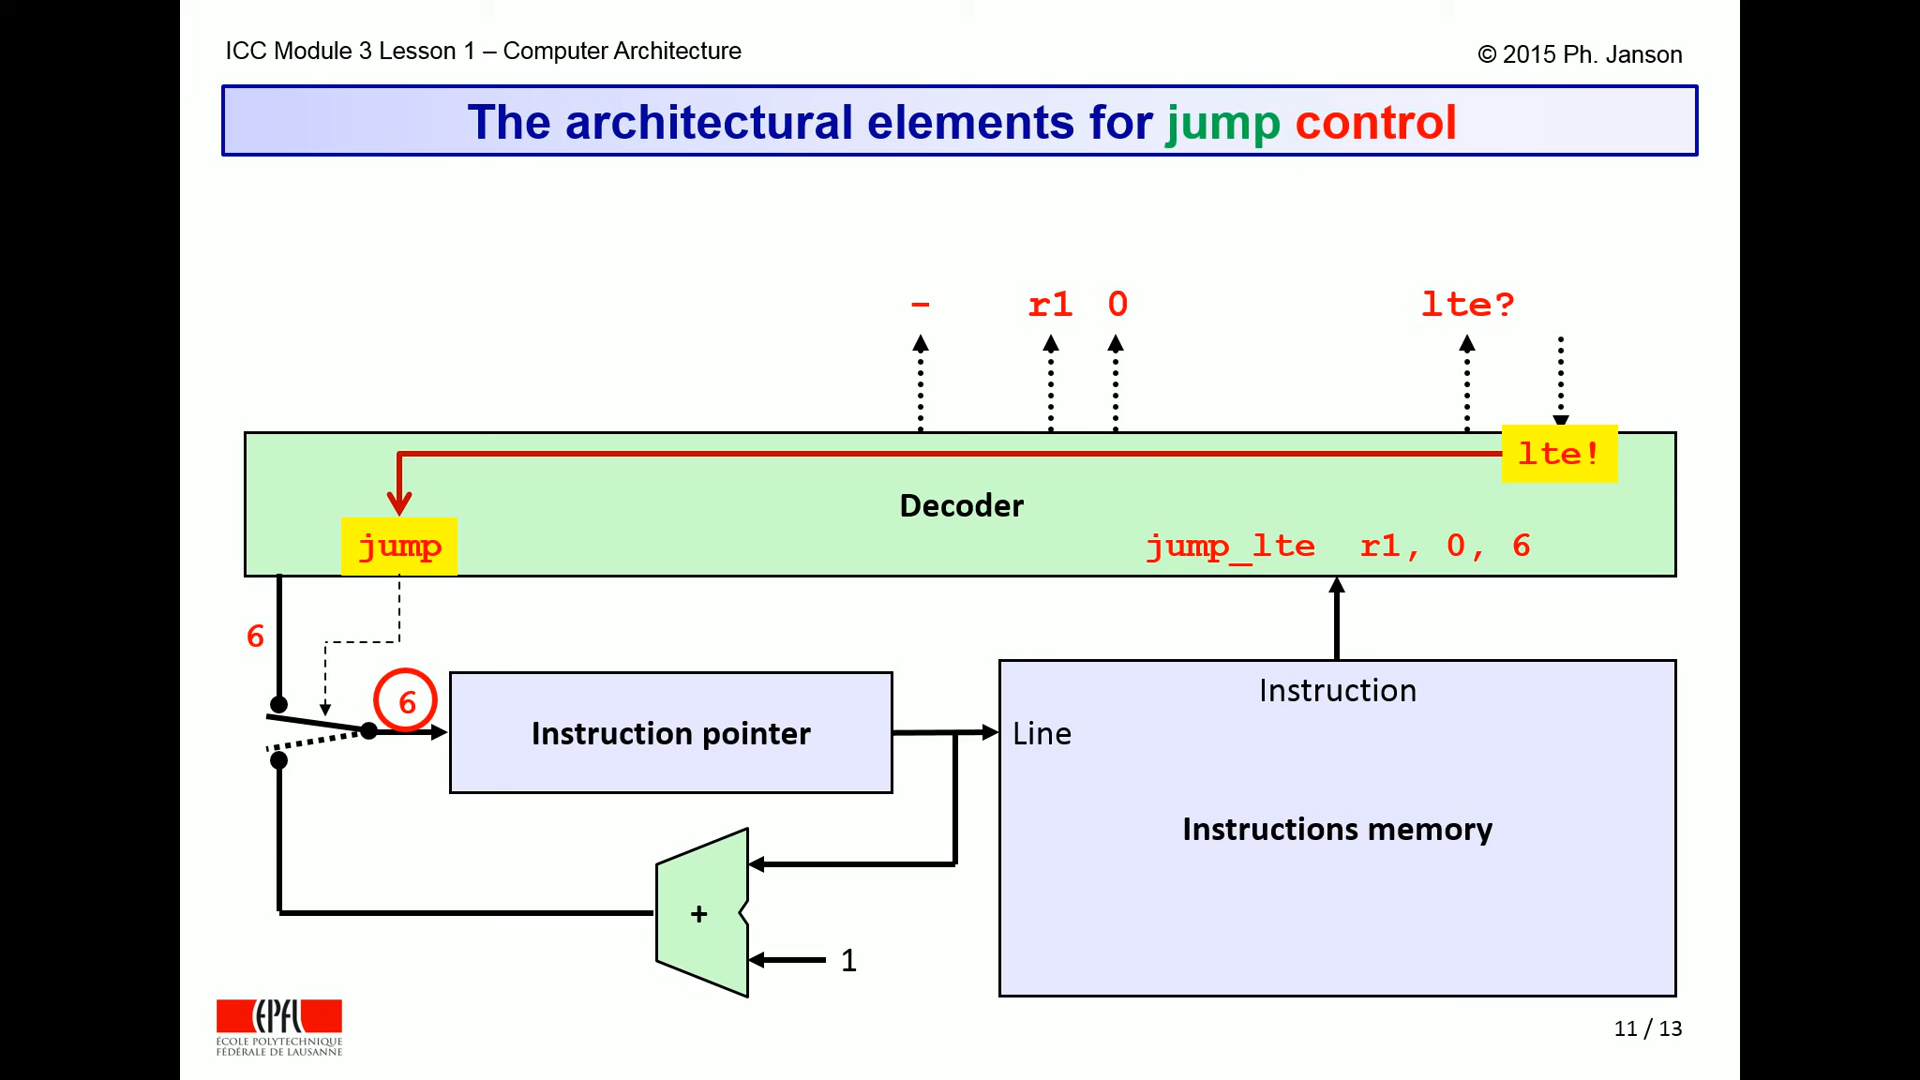 ICC Module 3 Lesson 1 – Computer Architecture
© 2015 Ph. Janson
The architectural elements for jump control
- r1 0 lte?
lte!
Decoder
jump
jump_lte r1, 0, 6
6
6
Instruction pointer
Instruction
Line
Instructions memory
+
1
EPFL
ÉCOLE POLYTECHNIQUE
FÉDÉRALE DE LAUSANNE
11 / 13